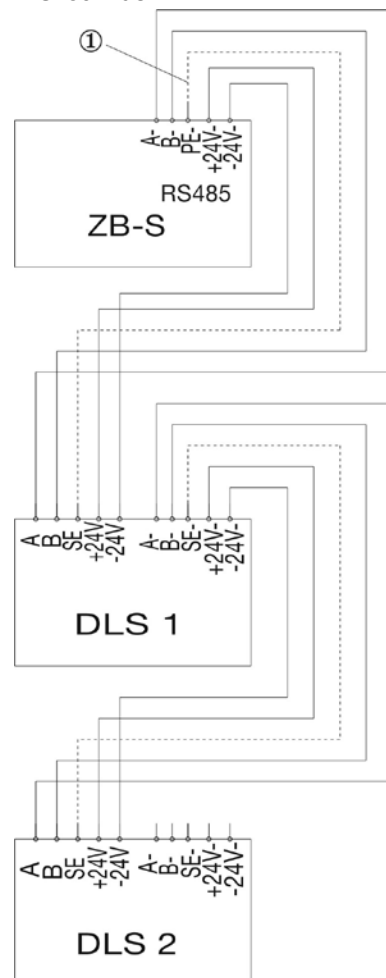 ①
A-
B-
PE-
+24V-
-24V-
RS485
ZB-S
A
B
SE
+24V
-24V
A-
B-
SE-
+24V-
-24V-
DLS 1
A
B
SE
+24V
-24V
A-
B-
SE-
+24V-
-24V-
DLS 2